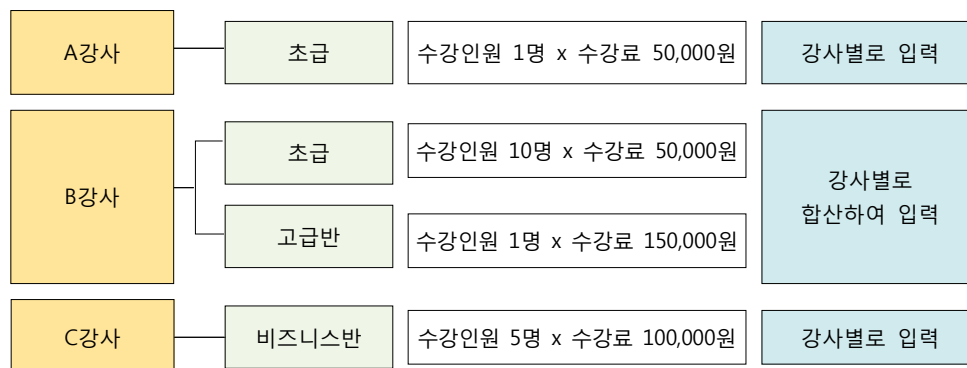 A강사
초급
수강인원 1명 x 수강료 50,000원
강사별로 입력
B강사
초급
수강인원 10명 x 수강료 50,000원
고급반
수강인원 1명 x 수강료 150,000원
강사별로
합산하여 입력
C강사
비즈니스반
수강인원 5명 x 수강료 100,000원
강사별로 입력